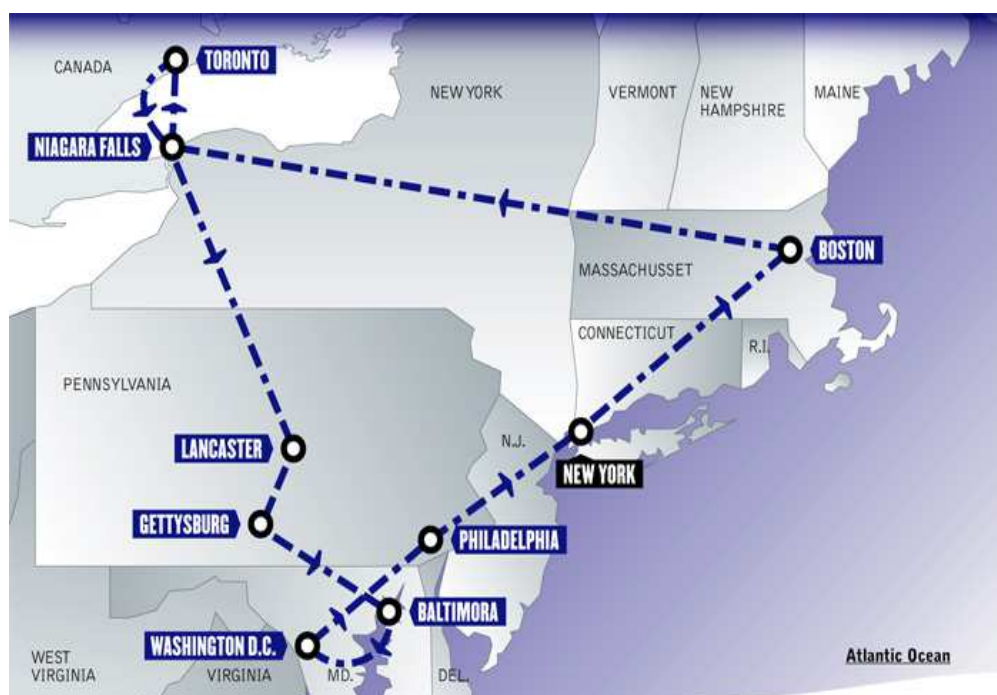 TORONTO
CANADA
NEW YORK
VERMONT
NEW
HAMPSHIRE
MAINE
NIAGARA FALLS
BOSTON
MASSACHUSSET
CONNECTICUT
R.I.
PENNSYLVANIA
LANCASTER
N.J.
NEW YORK
GETTYSBURG
PHILADELPHIA
BALTIMORA
WASHINGTON D.C.
WEST
VIRGINIA
VIRGINIA
MD.
DEL.
Atlantic Ocean